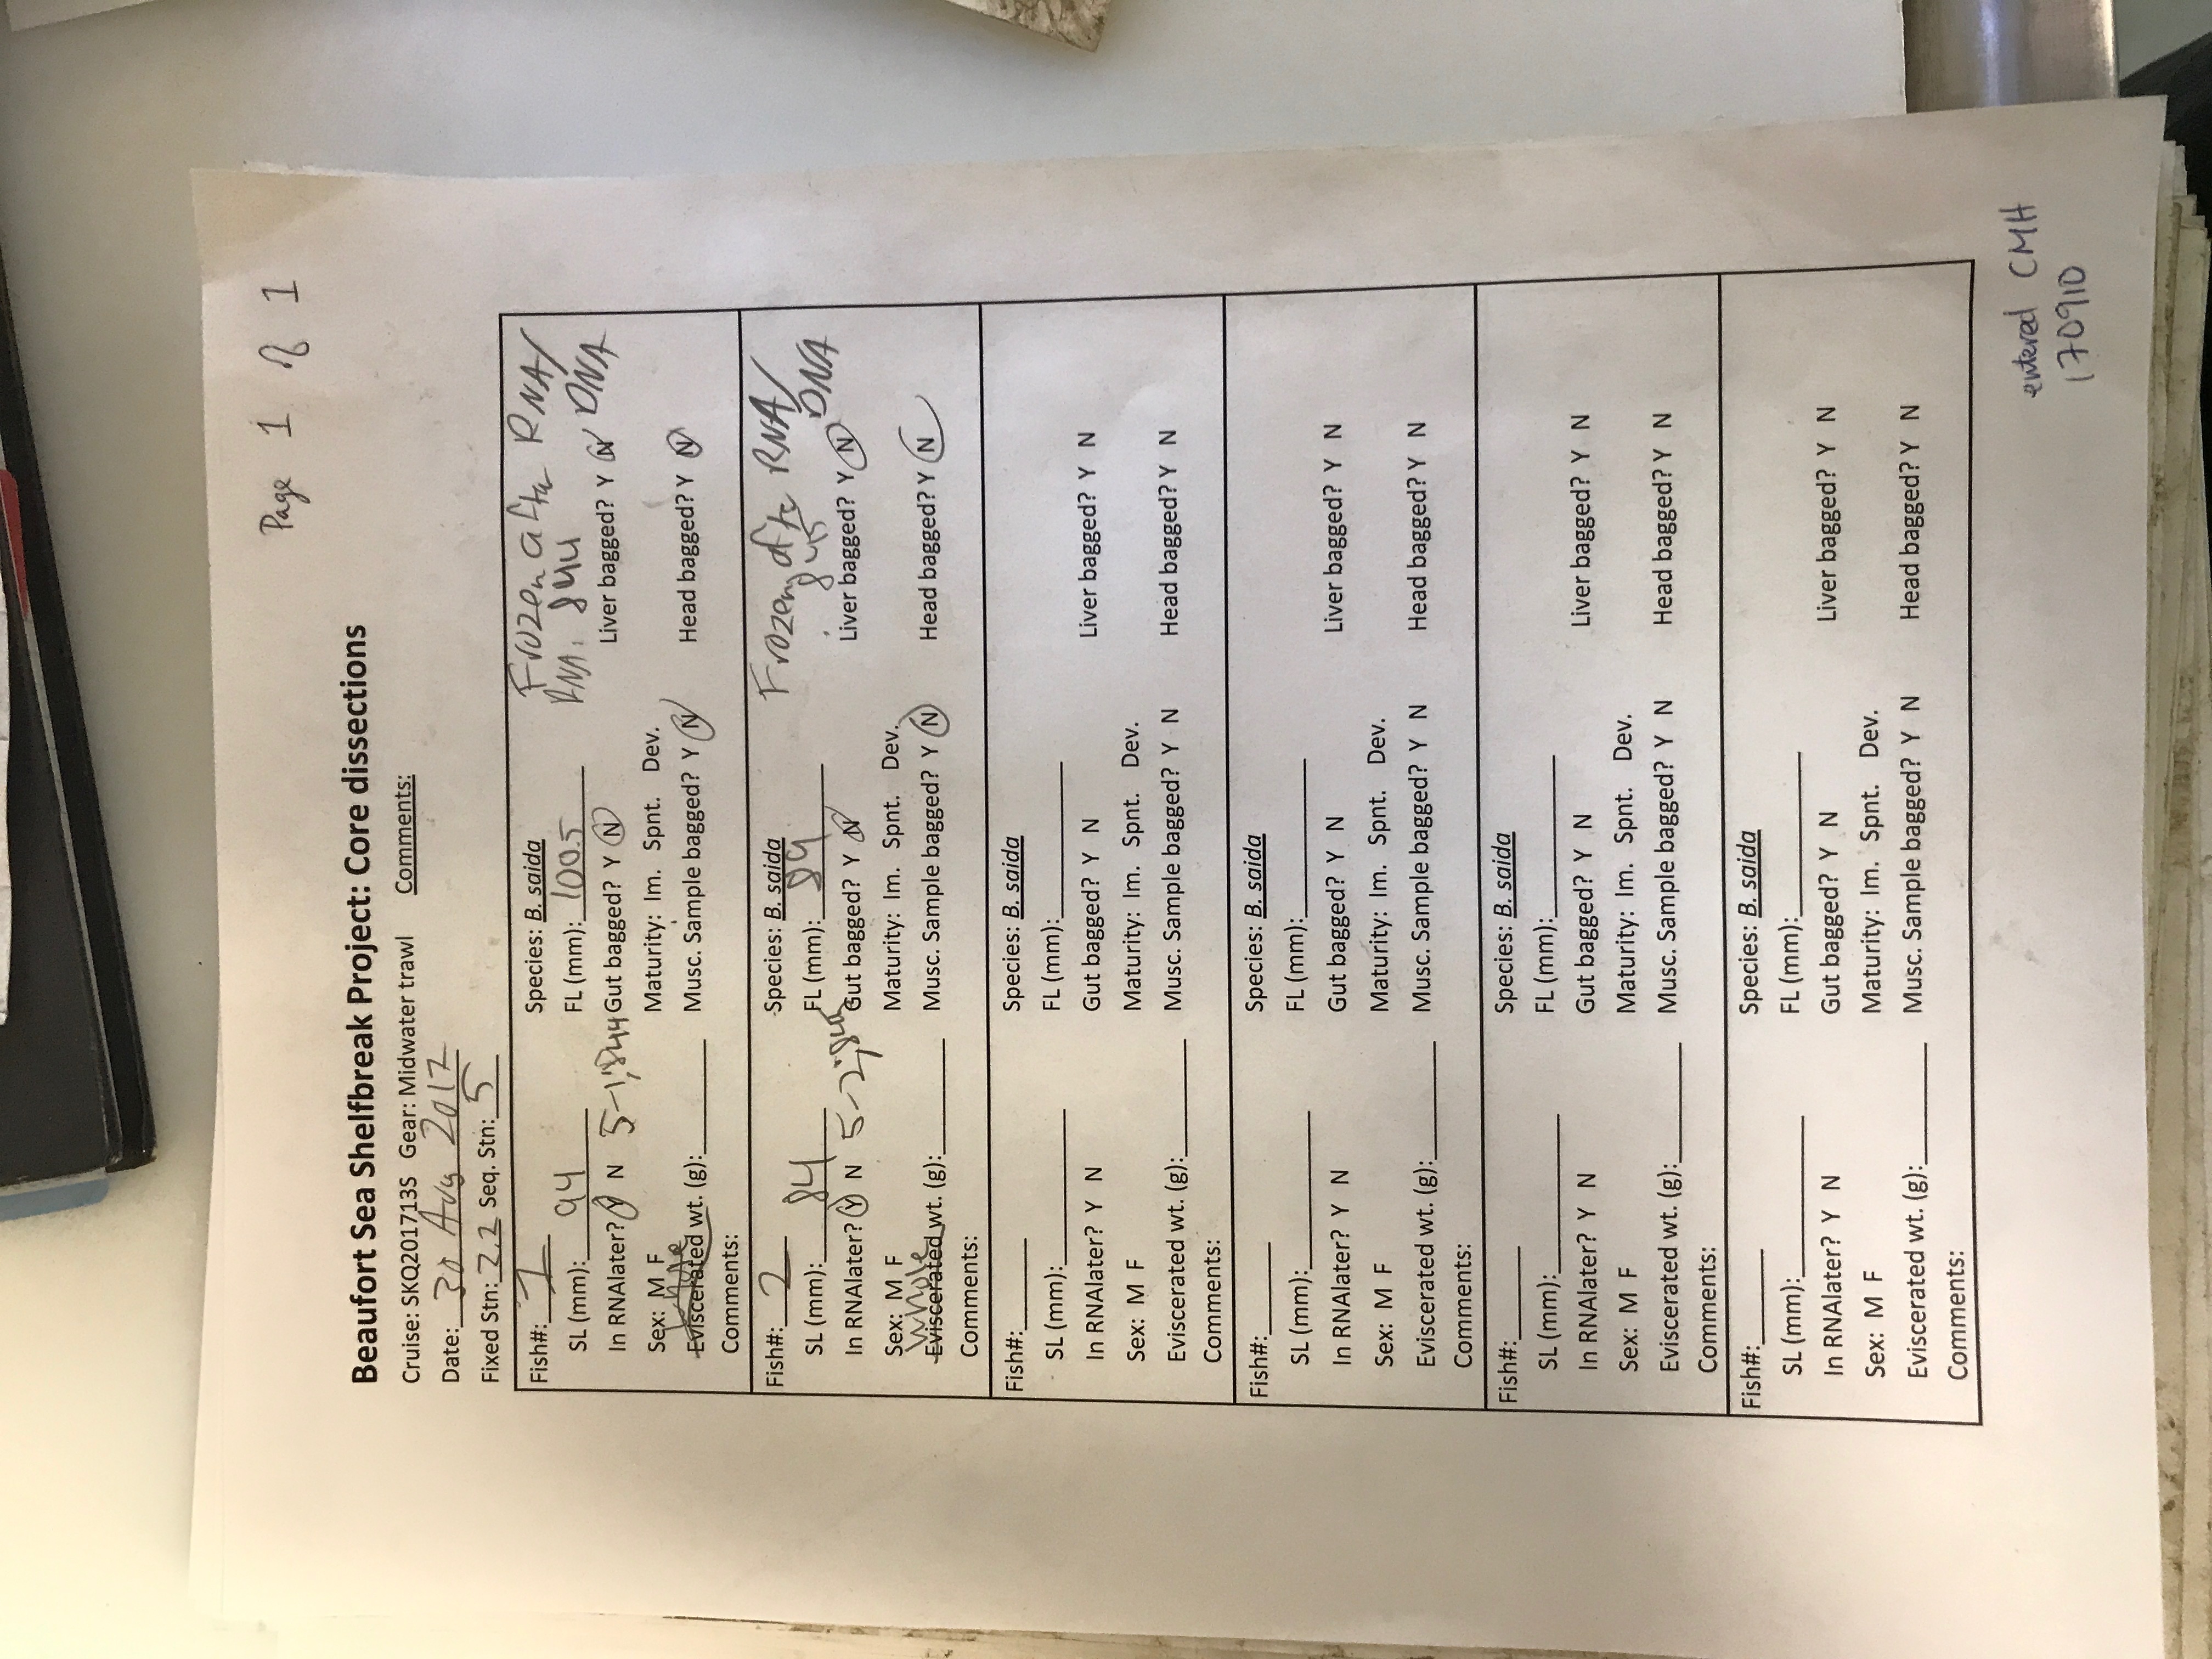 Page 1 of 1
Beaufort Sea Shelfbreak Project: Core dissections
Cruise: SKQ201713S Gear: Midwater trawl Comments:
Date: 30 Aug 2017
Fixed Stn: 2.2 Seq. Stn: 5
Fish#: 1 Species: B. saida Frozen after RNA/
SL (mm): 94 FL (mm): 100.5 RNA: 844 DNA
In RNAlater? Y N 5-1, 844 Gut bagged? Y N Liver bagged? Y N
Sex: M F Maturity: Im. Spnt. Dev.
whole
Eviscerated wt. (g): Musc. Sample bagged? Y N Head bagged? Y N
Comments:
Fish#: 2 Species: B. saida Frozen after RNA/
SL (mm): 84 FL (mm): 89 845 DNA
In RNAlater? Y N 5-2, Gut bagged? Y N Liver bagged? Y N
Sex: M F Maturity: Im. Spnt. Dev.
whole
Eviscerated wt. (g): Musc. Sample bagged? Y N Head bagged? Y N
Comments:
Fish#: Species: B. saida
SL (mm): FL (mm):
In RNAlater? Y N Gut bagged? Y N Liver bagged? Y N
Sex: M F Maturity: Im. Spnt. Dev.
Eviscerated wt. (g): Musc. Sample bagged? Y N Head bagged? Y N
Comments:
Fish#: Species: B. saida
SL (mm): FL (mm):
In RNAlater? Y N Gut bagged? Y N Liver bagged? Y N
Sex: M F Maturity: Im. Spnt. Dev.
Eviscerated wt. (g): Musc. Sample bagged? Y N Head bagged? Y N
Comments:
Fish#: Species: B. saida
SL (mm): FL (mm):
In RNAlater? Y N Gut bagged? Y N Liver bagged? Y N
Sex: M F Maturity: Im. Spnt. Dev.
Eviscerated wt. (g): Musc. Sample bagged? Y N Head bagged? Y N
Comments:
Fish#: Species: B. saida
SL (mm): FL (mm):
In RNAlater? Y N Gut bagged? Y N Liver bagged? Y N
Sex: M F Maturity: Im. Spnt. Dev.
Eviscerated wt. (g): Musc. Sample bagged? Y N Head bagged? Y N
Comments:
entered CMH
170910